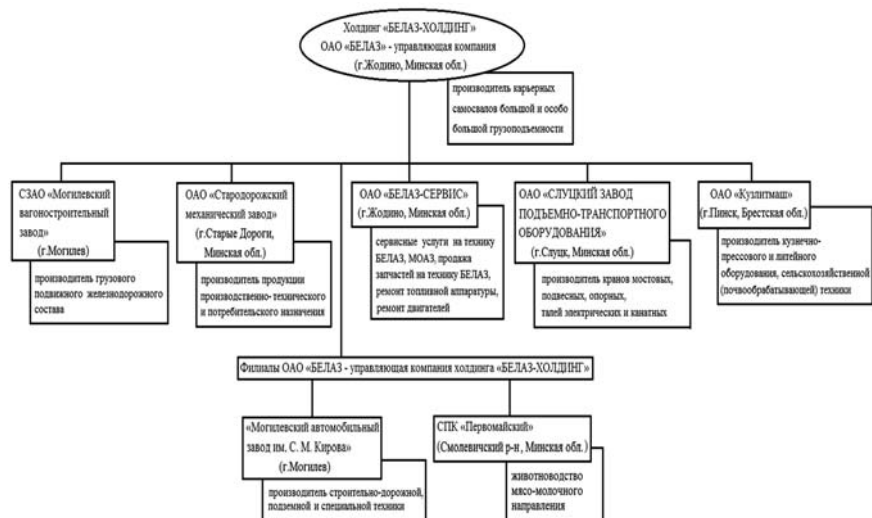 Холдинг «БЕЛАЗ-ХОЛДИНГ»
ОАО «БЕЛАЗ» - управляющая компания
(г.Жодино, Минская обл.)
производитель карьерных
самосвалов большой и особо
большой грузоподъемности
СЗАО «Могилевский
вагоностроительный
завод»
(г.Могилев)
производитель грузового
подвижного железнодорожного
состава
ОАО «Стародорожский
механический завод»
(г.Старые Дороги,
Минская обл.)
производитель продукции
производственно-технического
и потребительского назначения
ОАО «БЕЛАЗ-СЕРВИС»
(г.Жодино, Минская обл.)
сервисные услуги на технику
БЕЛАЗ, МОАЗ, продажа
запчастей на технику БЕЛАЗ,
ремонт топливной аппаратуры,
ремонт двигателей
ОАО «СЛУЦКИЙ ЗАВОД
ПОДЪЕМНО-ТРАНСПОРТНОГО
ОБОРУДОВАНИЯ»
(г.Слуцк, Минская обл.)
производитель кранов мостовых,
подвесных, опорных,
талей электрических и канатных
ОАО «Кузлитмаш»
(г.Пинск, Брестская обл.)
производитель кузнечно-
прессового и литейного
оборудования, сельскохозяйственной
(почвообрабатывающей) техники
Филиалы ОАО «БЕЛАЗ - управляющая компания холдинга «БЕЛАЗ-ХОЛДИНГ»
«Могилевский автомобильный
завод им. С. М. Кирова»
(г.Могилев)
производитель строительно-дорожной,
подземной и специальной техники
СПК «Первомайский»
(Смолевичский р-н, Минская обл.)
животноводство
мясо-молочного
направления